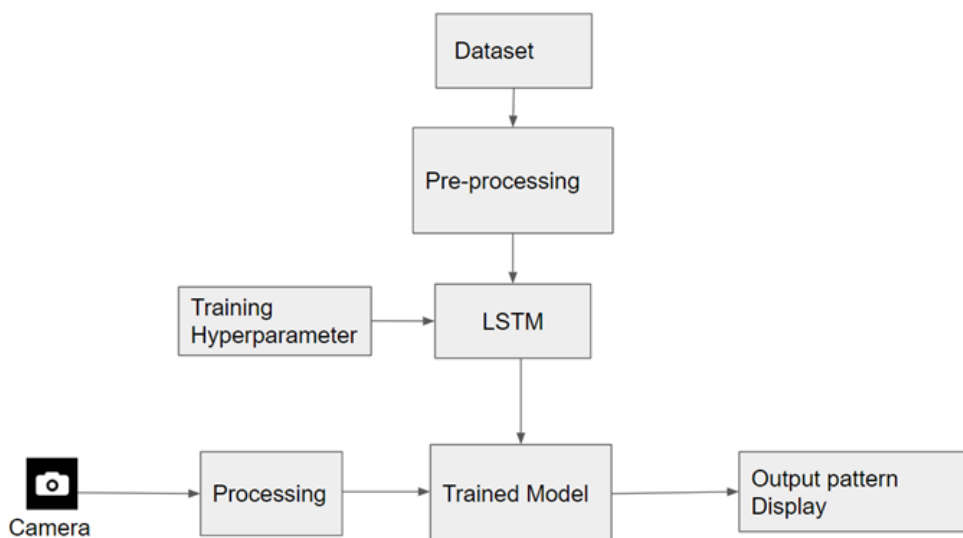 Dataset
Pre-processing
Training
Hyperparameter
LSTM
Camera
Processing
Trained Model
Output pattern
Display